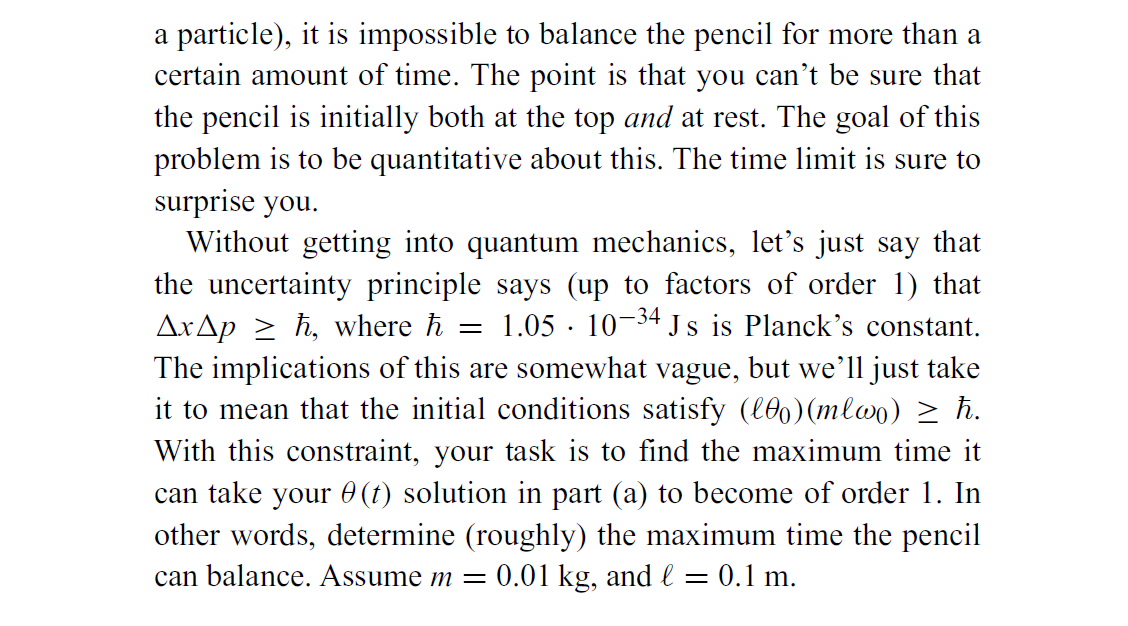 a particle), it is impossible to balance the pencil for more than a
certain amount of time. The point is that you can’t be sure that
the pencil is initially both at the top and at rest. The goal of this
problem is to be quantitative about this. The time limit is sure to
surprise you.
Without getting into quantum mechanics, let’s just say that
the uncertainty principle says (up to factors of order 1) that
ΔxΔp ≥ ℏ, where ℏ = 1.05 · 10⁻³⁴ J s is Planck’s constant.
The implications of this are somewhat vague, but we’ll just take
it to mean that the initial conditions satisfy (ℓθ₀)(mℓω₀) ≥ ℏ.
With this constraint, your task is to find the maximum time it
can take your θ(t) solution in part (a) to become of order 1. In
other words, determine (roughly) the maximum time the pencil
can balance. Assume m = 0.01 kg, and ℓ = 0.1 m.